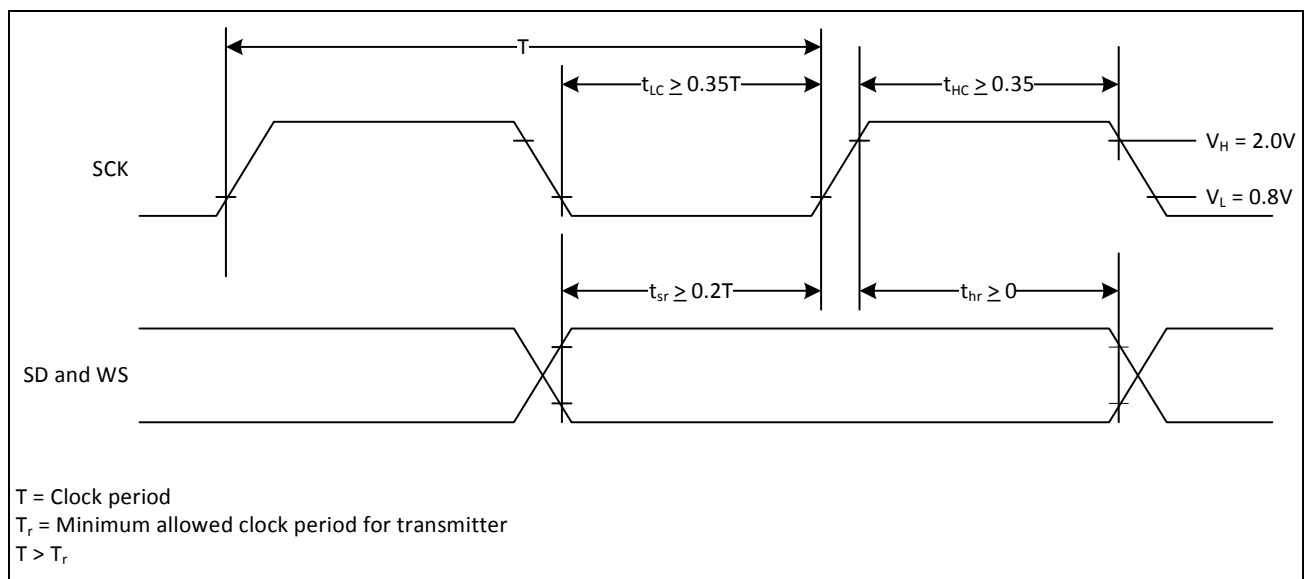 T
t_LC ≥ 0.35T
t_HC ≥ 0.35
SCK
V_H = 2.0V
V_L = 0.8V
t_sr ≥ 0.2T
t_hr ≥ 0
SD and WS
T = Clock period
T_r = Minimum allowed clock period for transmitter
T > T_r